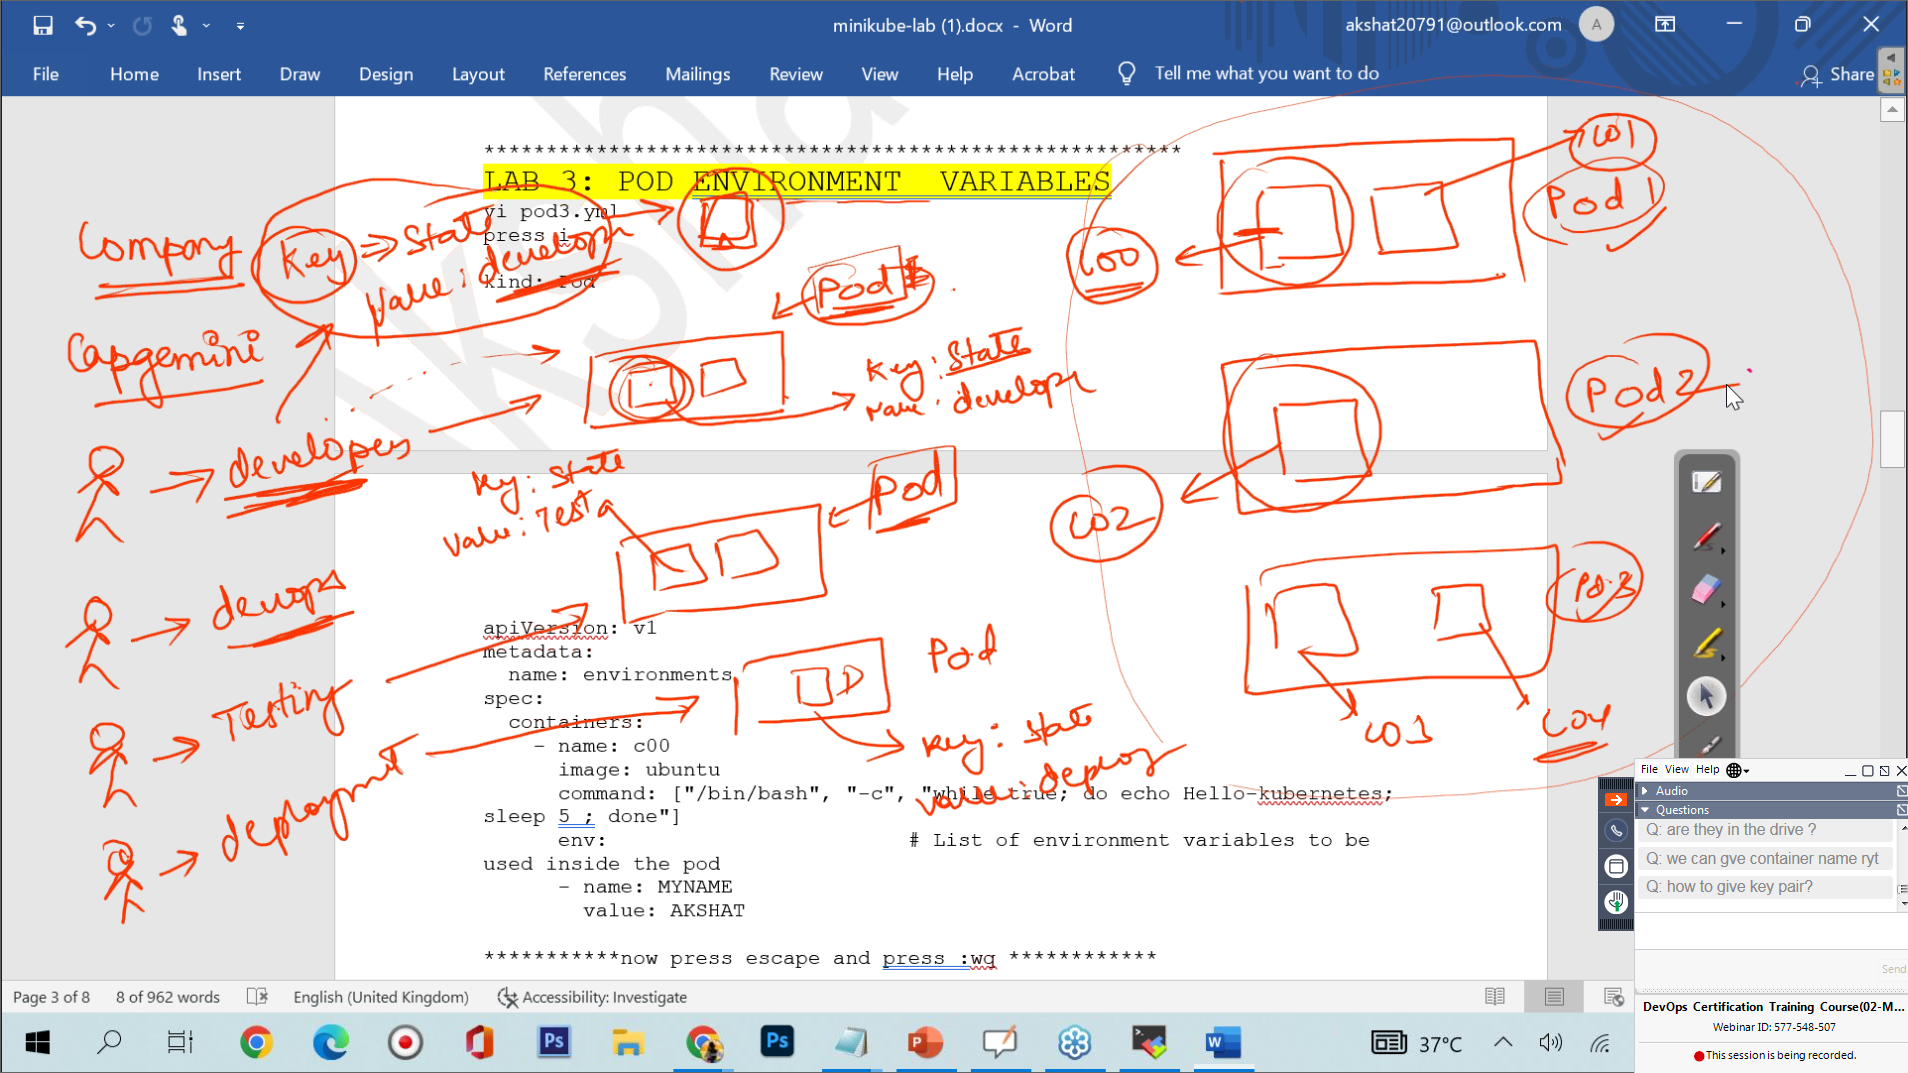 minikube-lab (1).docx - Word
akshat20791@outlook.com
A
File Home Insert Draw Design Layout References Mailings Review View Help Acrobat Tell me what you want to do Share
************************************************************
LAB 3: POD ENVIRONMENT VARIABLES
vi pod3.yml
press i
kind: Pod
Company
Key => State
Value: develop
Capgemini
Pod 1
Key: State
develop
developers
Key: State
Value: Test
Pod
devops
Testing
deployment
Pod
D
Key: State
Value: deploy
C01
Pod 1
C00
Pod 2
C02
Pod 3
C03
C04
apiVersion: v1
metadata:
name: environments
spec:
containers:
- name: c00
image: ubuntu
command: ["/bin/bash", "-c", "while true; do echo Hello-kubernetes;
sleep 5 ; done"]
env: # List of environment variables to be
used inside the pod
- name: MYNAME
value: AKSHAT
***********now press escape and press :wq ************
File View Help
Audio
Questions
Q: are they in the drive ?
Q: we can gve container name ryt
Q: how to give key pair?
Send
DevOps Certification Training Course(02-M...
Webinar ID: 577-548-507
This session is being recorded.
Page 3 of 8 8 of 962 words English (United Kingdom) Accessibility: Investigate
Ps Ps P W 37°C